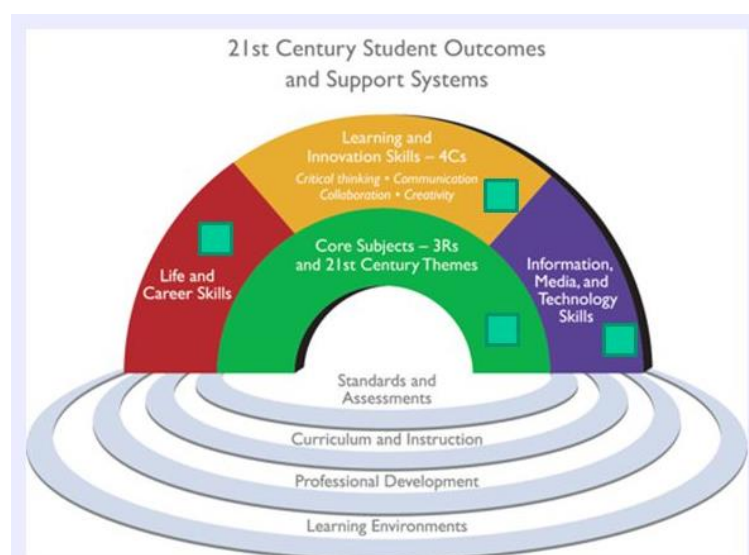 21st Century Student Outcomes
and Support Systems
Learning and
Innovation Skills – 4Cs
Critical thinking • Communication
Collaboration • Creativity
Core Subjects – 3Rs
and 21st Century Themes
Life and
Career Skills
Information,
Media, and
Technology
Skills
Standards and
Assessments
Curriculum and Instruction
Professional Development
Learning Environments